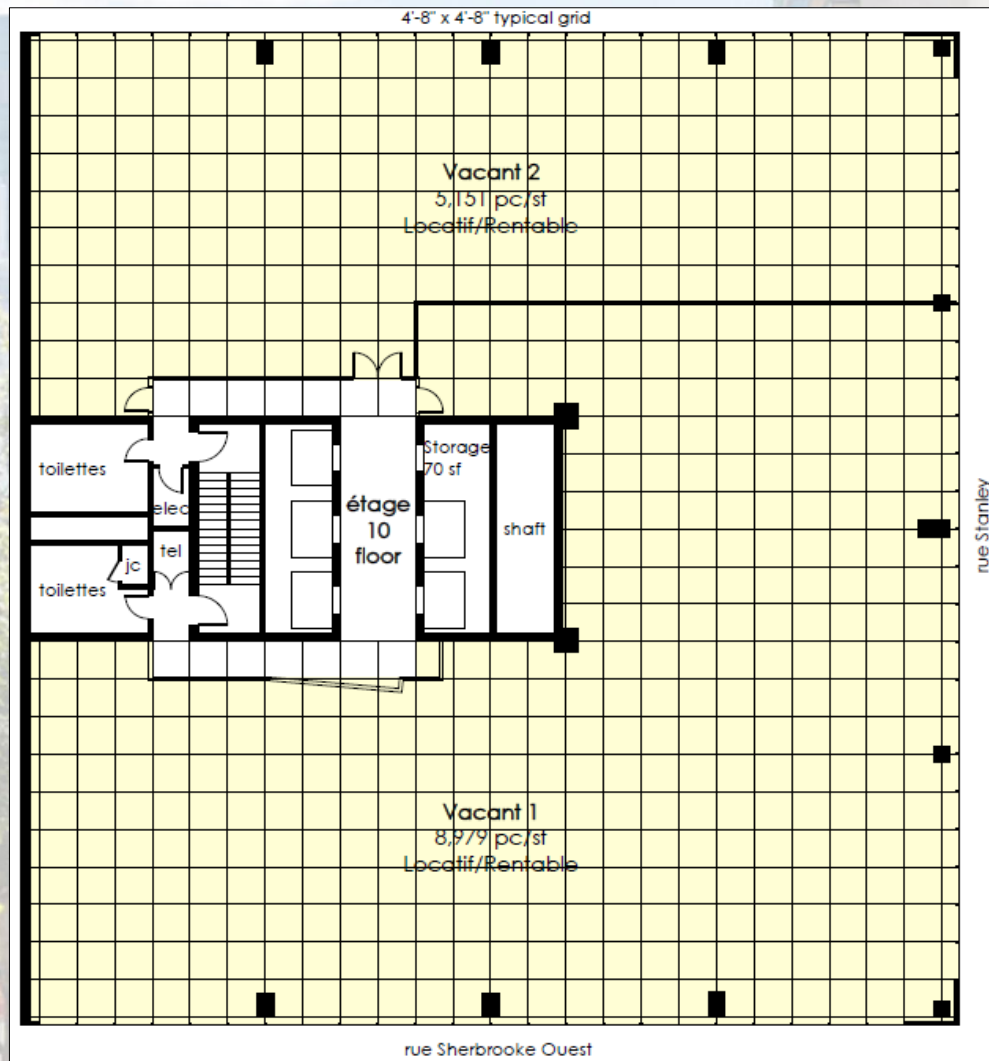 4'-8" x 4'-8" typical grid
Vacant 2
5,151 pc/sf
Locatif/Rentable
toilettes
elec
Storage
70 sf
étage
10
floor
shaft
tel
jc
toilettes
rue Stanley
Vacant 1
8,979 pc/sf
Locatif/Rentable
rue Sherbrooke Ouest